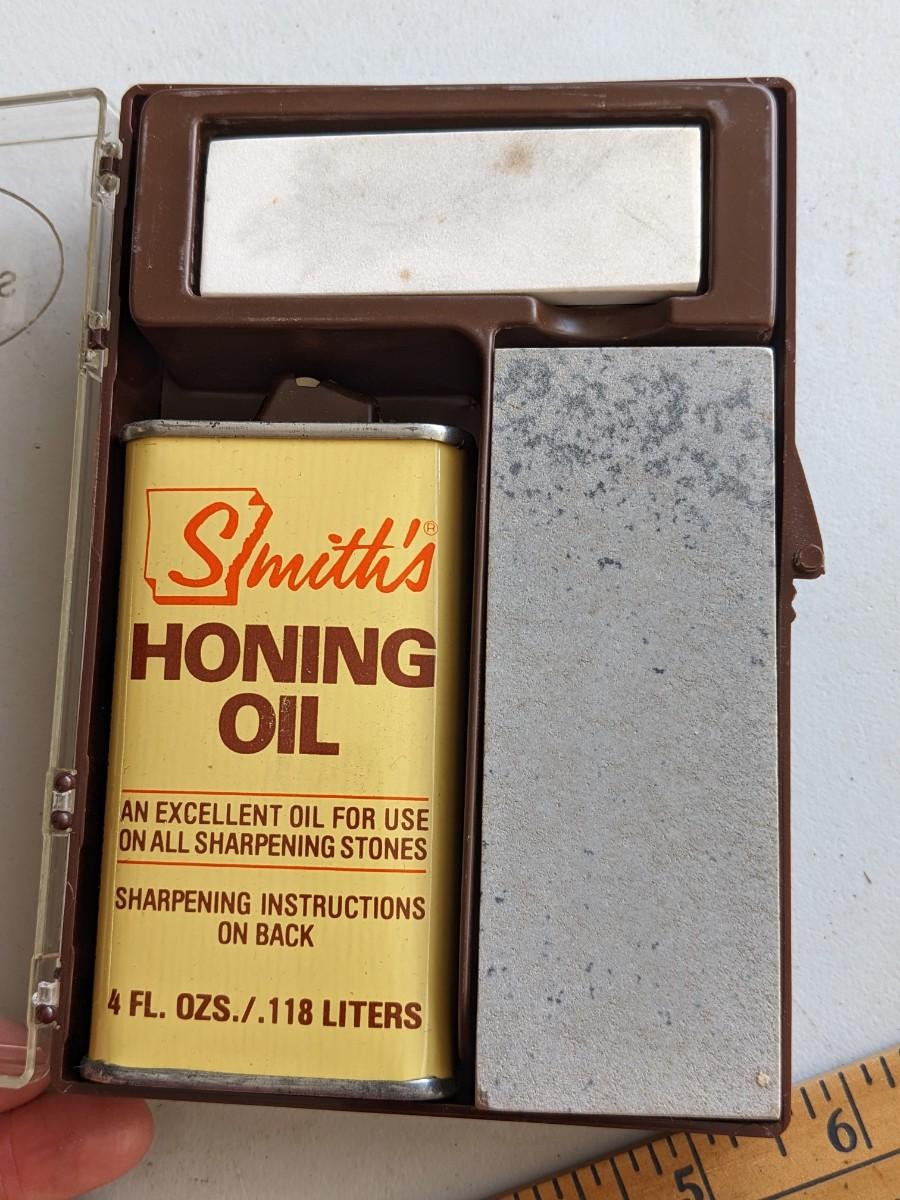 Smith's®
HONING
OIL
AN EXCELLENT OIL FOR USE
ON ALL SHARPENING STONES
SHARPENING INSTRUCTIONS
ON BACK
4 FL. OZS./.118 LITERS
5
6